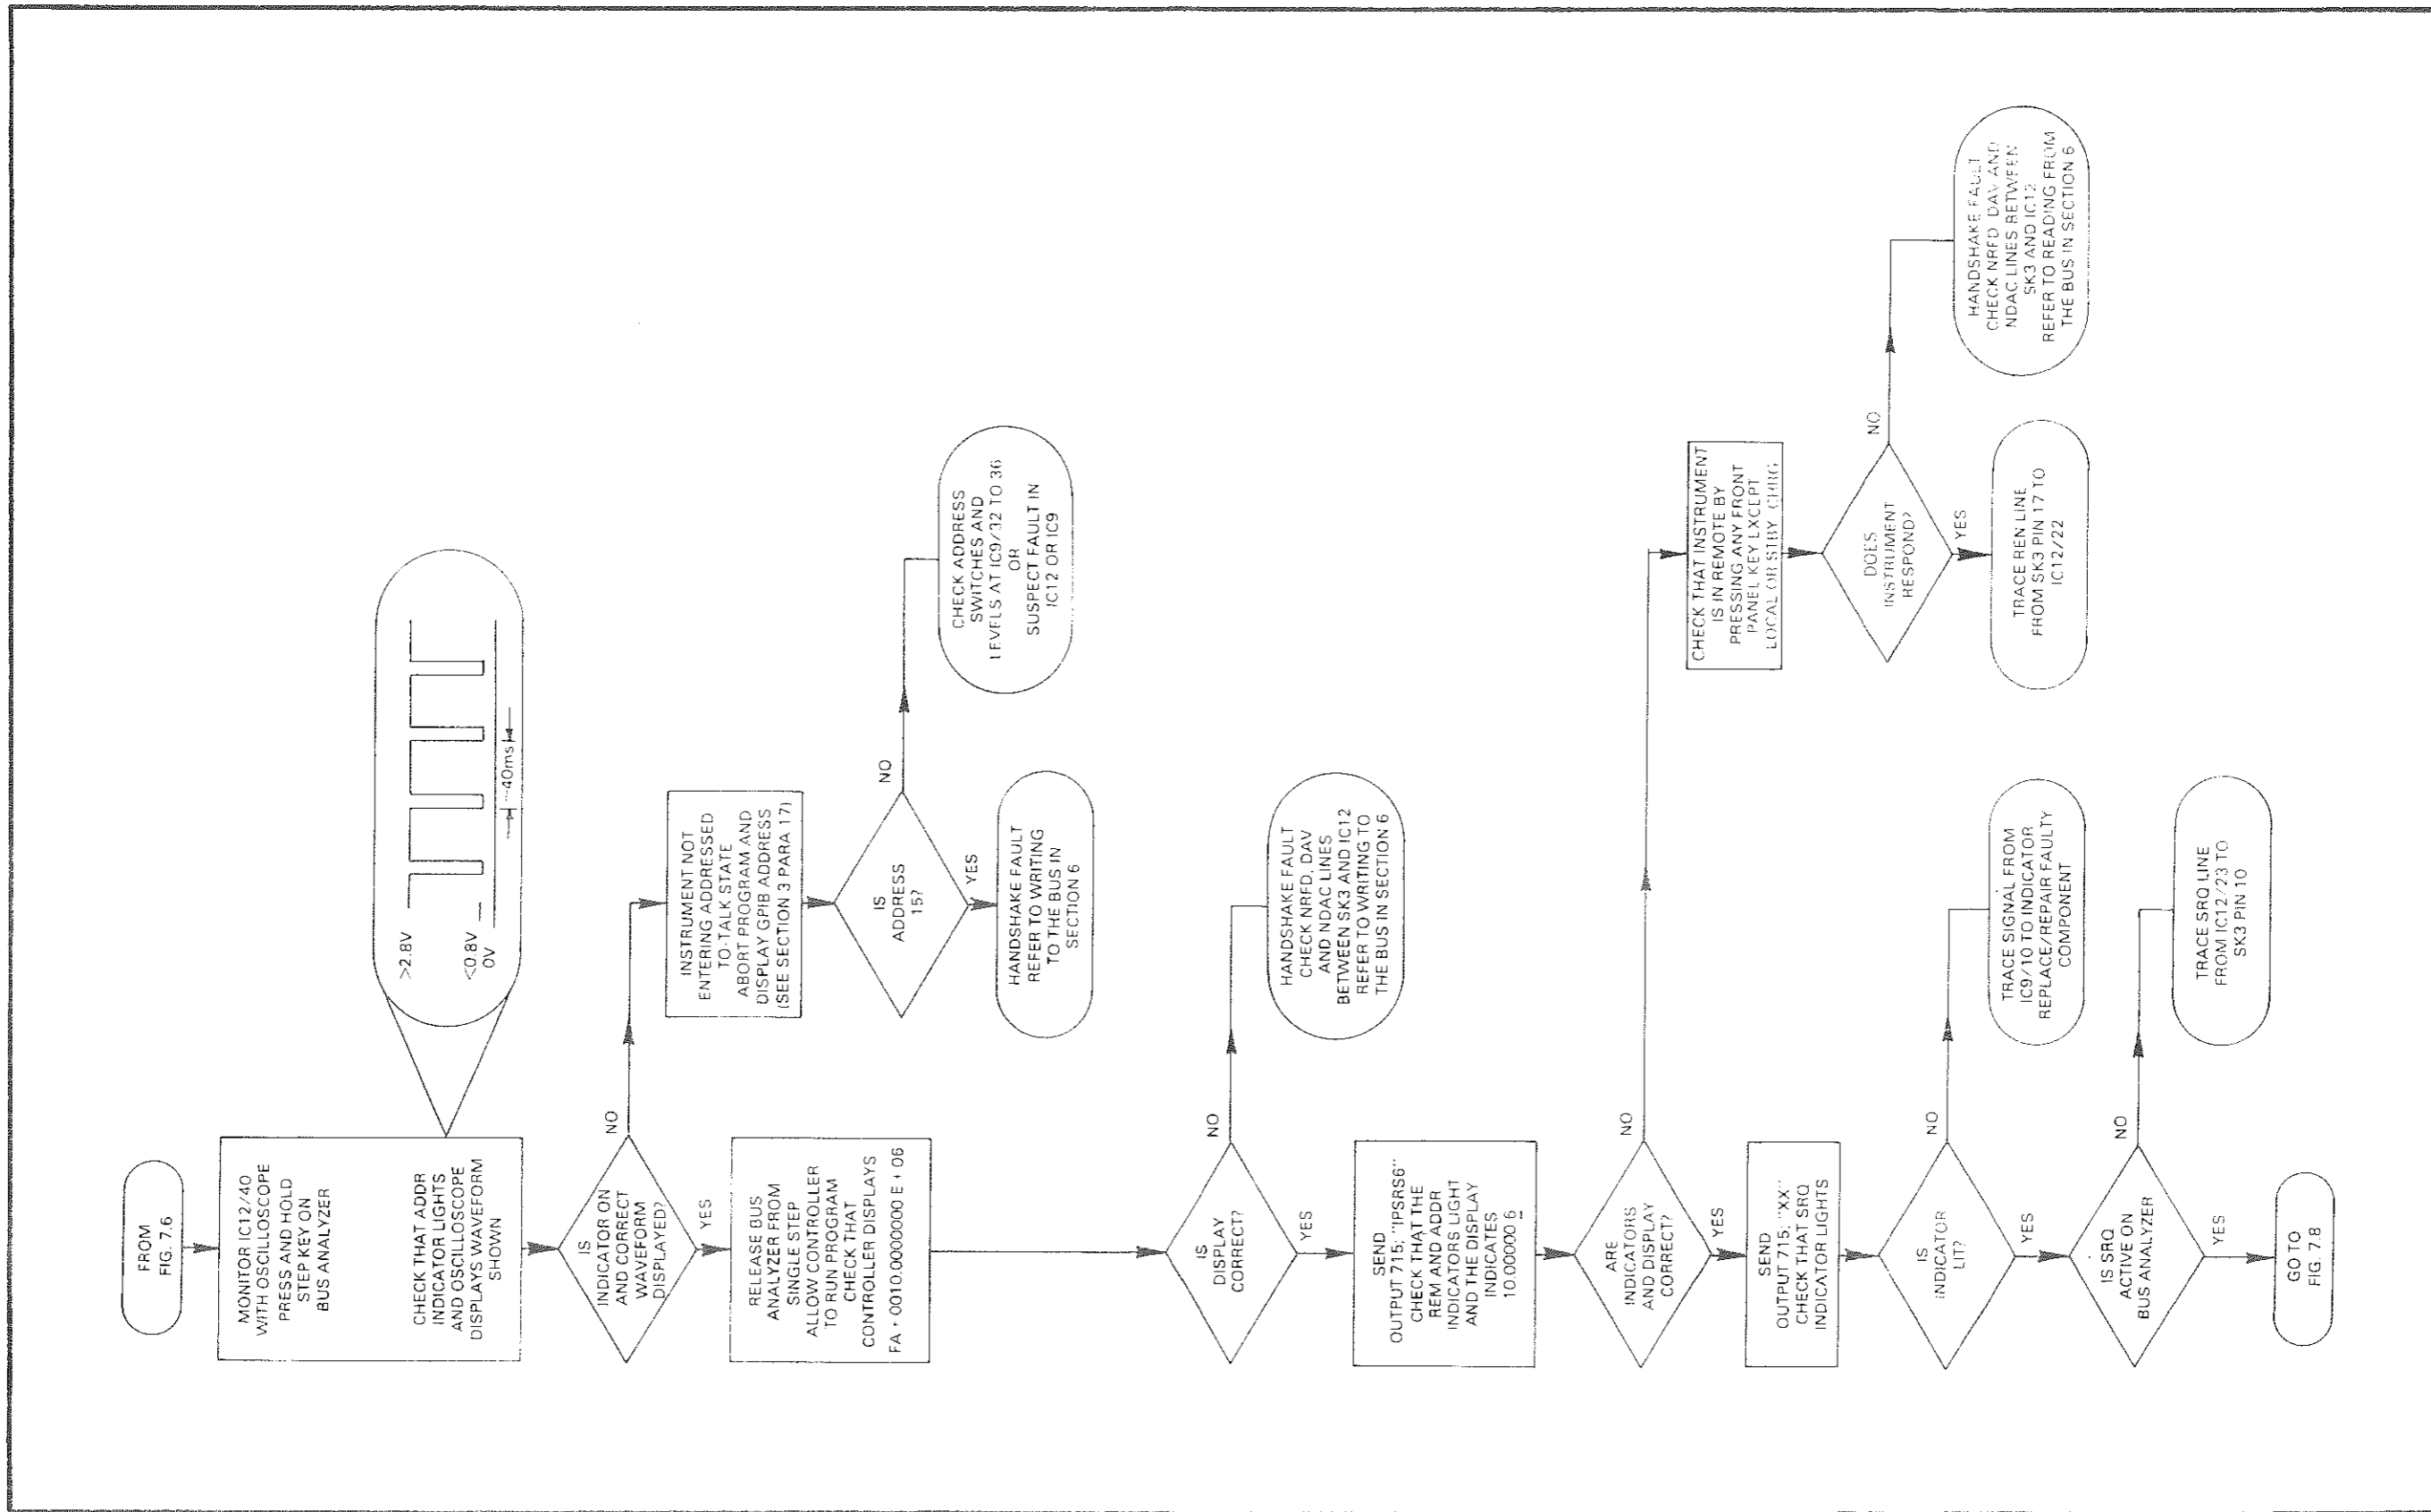 FROM
FIG. 7.6
MONITOR IC12/40
WITH OSCILLOSCOPE
PRESS AND HOLD
STEP KEY ON
BUS ANALYZER
CHECK THAT ADDR
INDICATOR LIGHTS
AND OSCILLOSCOPE
DISPLAYS WAVEFORM
SHOWN
>2.8V
<0.8V
0V
~40ms
IS
INDICATOR ON
AND CORRECT
WAVEFORM
DISPLAYED?
NO
YES
INSTRUMENT NOT
ENTERING ADDRESSED
TO-TALK STATE
ABORT PROGRAM AND
DISPLAY GPIB ADDRESS
(SEE SECTION 3 PARA 17)
IS
ADDRESS
15?
NO
CHECK ADDRESS
SWITCHES AND
LEVELS AT IC9/32 TO 36
OR
SUSPECT FAULT IN
IC12 OR IC9
YES
HANDSHAKE FAULT
REFER TO WRITING
TO THE BUS IN
SECTION 6
RELEASE BUS
ANALYZER FROM
SINGLE STEP
ALLOW CONTROLLER
TO RUN PROGRAM
CHECK THAT
CONTROLLER DISPLAYS
FA + 0010.0000000 E + 06
IS
DISPLAY
CORRECT?
NO
HANDSHAKE FAULT
CHECK NRFD, DAV
AND NDAC LINES
BETWEEN SK3 AND IC12
REFER TO WRITING TO
THE BUS IN SECTION 6
YES
SEND
OUTPUT 715; "IPSRS6"
CHECK THAT THE
REM AND ADDR
INDICATORS LIGHT
AND THE DISPLAY
INDICATES
10.00000 6
ARE
INDICATORS
AND DISPLAY
CORRECT?
NO
CHECK THAT INSTRUMENT
IS IN REMOTE BY
PRESSING ANY FRONT
PANEL KEY EXCEPT
LOCAL OR STBY CHRG
DOES
INSTRUMENT
RESPOND?
NO
HANDSHAKE FAULT
CHECK NRFD DAV AND
NDAC LINES BETWEEN
SK3 AND IC12
REFER TO READING FROM
THE BUS IN SECTION 6
YES
TRACE REN LINE
FROM SK3 PIN 17 TO
IC12/22
YES
SEND
OUTPUT 715; "XX"
CHECK THAT SRQ
INDICATOR LIGHTS
IS
INDICATOR
LIT?
NO
TRACE SIGNAL FROM
IC9/10 TO INDICATOR
REPLACE/REPAIR FAULTY
COMPONENT
YES
IS SRQ
ACTIVE ON
BUS ANALYZER
NO
TRACE SRQ LINE
FROM IC12/23 TO
SK3 PIN 10
YES
GO TO
FIG. 7.8